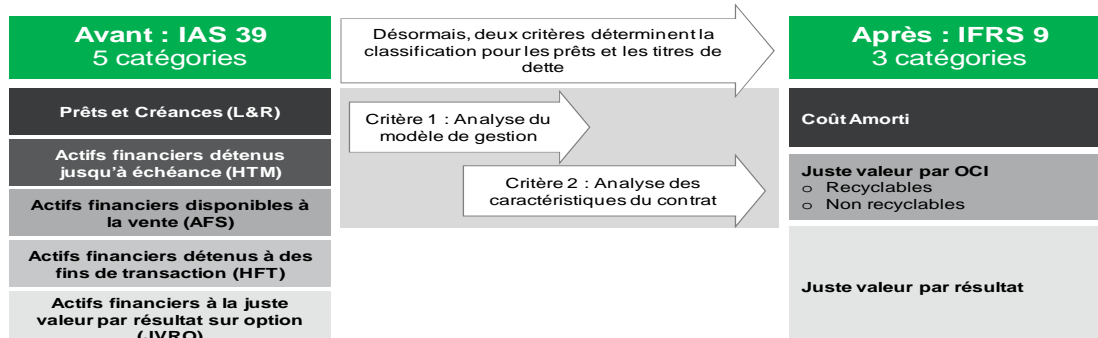 Avant : IAS 39
5 catégories
Prêts et Créances (L&R)
Actifs financiers détenus
jusqu'à échéance (HTM)
Actifs financiers disponibles à
la vente (AFS)
Actifs financiers détenus à des
fins de transaction (HFT)
Actifs financiers à la juste
valeur par résultat sur option
(JVRO)
Désormais, deux critères déterminent la
classification pour les prêts et les titres de
dette
Critère 1 : Analyse du
modèle de gestion
Critère 2 : Analyse des
caractéristiques du contrat
Après : IFRS 9
3 catégories
Coût Amorti
Juste valeur par OCI
o Recyclables
o Non recyclables
Juste valeur par résultat